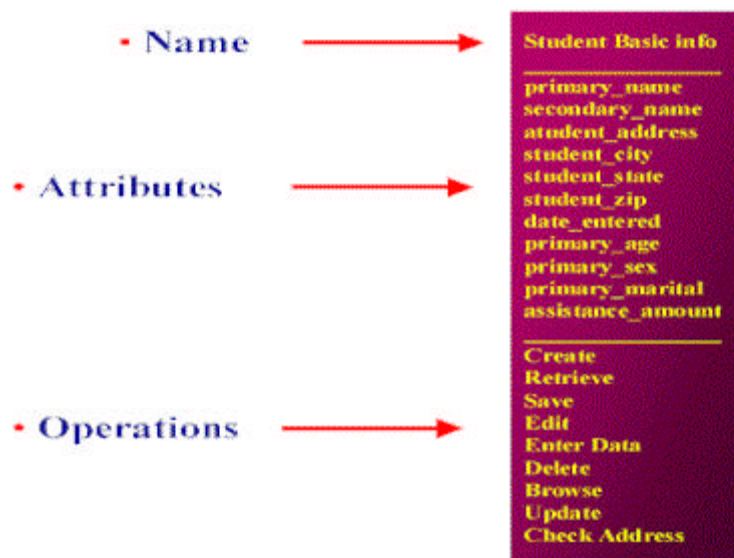 • Name
Student Basic info
primary_name
secondary_name
atudent_address
student_city
• Attributes
student_state
student_zip
date_entered
primary_age
primary_sex
primary_marital
assistance_amount
Create
Retrieve
Save
• Operations
Edit
Enter Data
Delete
Browse
Update
Check Address